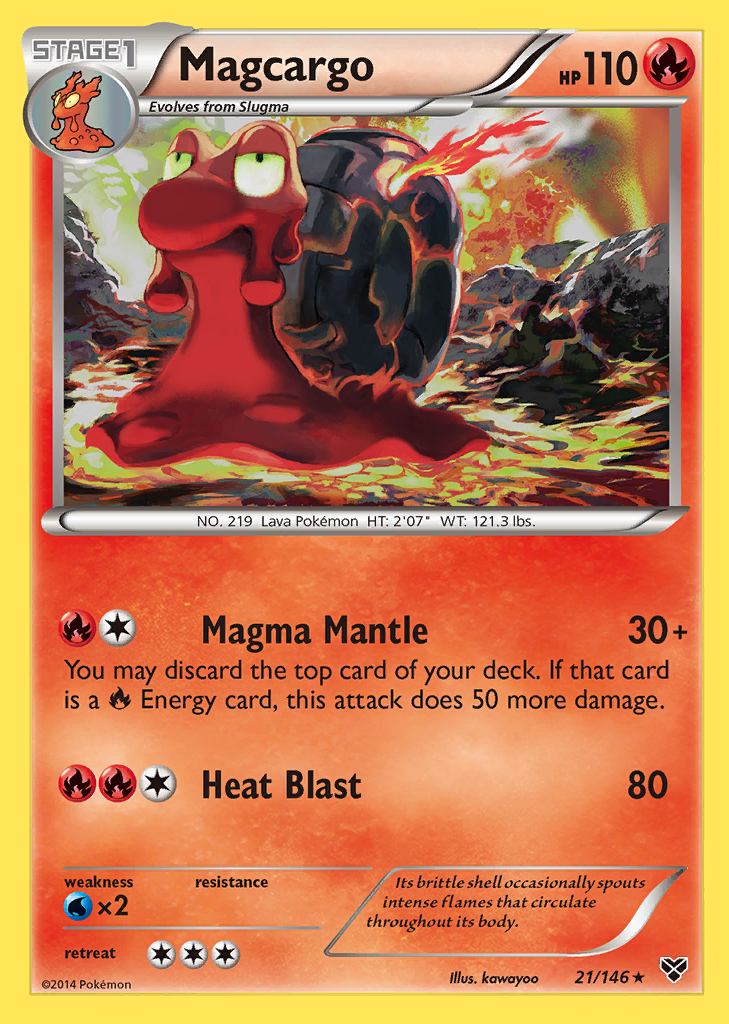 STAGE1
Magcargo
HP110
Evolves from Slugma
NO. 219 Lava Pokémon HT: 2'07" WT: 121.3 lbs.
Magma Mantle 30+
You may discard the top card of your deck. If that card
is a Energy card, this attack does 50 more damage.
Heat Blast 80
weakness resistance
×2
retreat
Its brittle shell occasionally spouts
intense flames that circulate
throughout its body.
©2014 Pokémon
Illus. kawayoo 21/146 ★